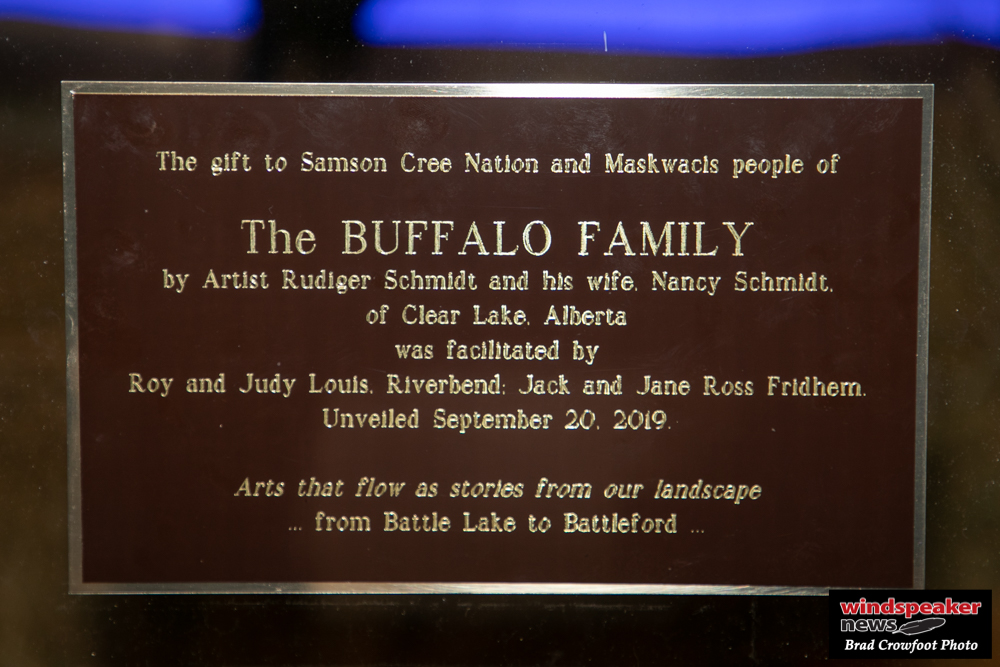 The gift to Samson Cree Nation and Maskwacis people of
The BUFFALO FAMILY
by Artist Rudiger Schmidt and his wife, Nancy Schmidt,
of Clear Lake, Alberta
was facilitated by
Roy and Judy Louis, Riverbend; Jack and Jane Ross Fridhem.
Unveiled September 20, 2019.
Arts that flow as stories from our landscape
... from Battle Lake to Battleford ...
windspeaker
news
Brad Crowfoot Photo